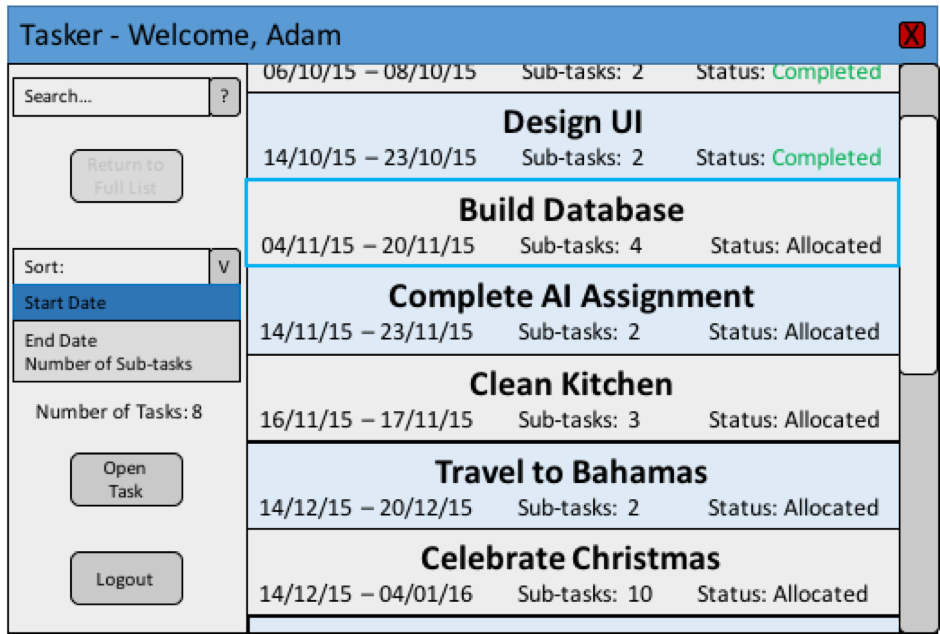 Tasker - Welcome, Adam
X
Search...
?
Return to
Full List
Sort:
V
Start Date
End Date
Number of Sub-tasks
Number of Tasks: 8
Open
Task
Logout
06/10/15 – 08/10/15 Sub-tasks: 2 Status: Completed
Design UI
14/10/15 – 23/10/15 Sub-tasks: 2 Status: Completed
Build Database
04/11/15 – 20/11/15 Sub-tasks: 4 Status: Allocated
Complete AI Assignment
14/11/15 – 23/11/15 Sub-tasks: 2 Status: Allocated
Clean Kitchen
16/11/15 – 17/11/15 Sub-tasks: 3 Status: Allocated
Travel to Bahamas
14/12/15 – 20/12/15 Sub-tasks: 2 Status: Allocated
Celebrate Christmas
14/12/15 – 04/01/16 Sub-tasks: 10 Status: Allocated